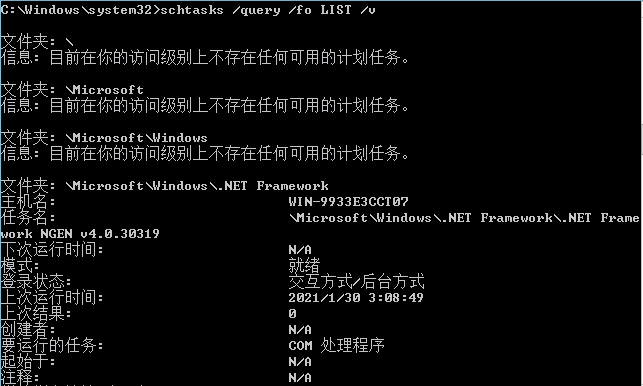 C:\Windows\system32>schtasks /query /fo LIST /v
文件夹: \
信息: 目前在你的访问级别上不存在任何可用的计划任务。
文件夹: \Microsoft
信息: 目前在你的访问级别上不存在任何可用的计划任务。
文件夹: \Microsoft\Windows
信息: 目前在你的访问级别上不存在任何可用的计划任务。
文件夹: \Microsoft\Windows\.NET Framework
主机名: WIN-9933E3CCT07
任务名: \Microsoft\Windows\.NET Framework\.NET Frame
work NGEN v4.0.30319
下次运行时间: N/A
模式: 就绪
登录状态: 交互方式/后台方式
上次运行时间: 2021/1/30 3:08:49
上次结果: 0
创建者: N/A
要运行的任务: COM 处理程序
起始于: N/A
注释: N/A